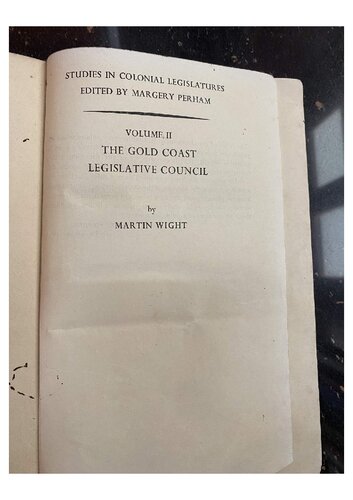 STUDIES IN COLONIAL LEGISLATURES
EDITED BY MARGERY PERHAM
VOLUME II
THE GOLD COAST
LEGISLATIVE COUNCIL
by
MARTIN WIGHT